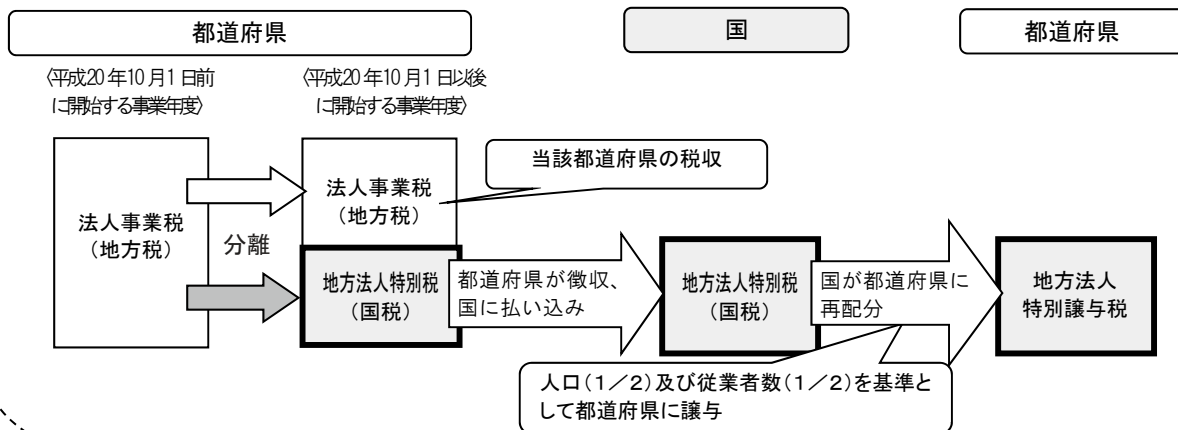 都道府県
国
都道府県
〈平成20年10月1日前
に開始する事業年度〉
〈平成20年10月1日以後
に開始する事業年度〉
当該都道府県の税収
法人事業税
(地方税)
分離
法人事業税
(地方税)
地方法人特別税
(国税)
都道府県が徴収、
国に払い込み
地方法人特別税
(国税)
国が都道府県に
再配分
地方法人
特別譲与税
人口(1/2)及び従業者数(1/2)を基準と
して都道府県に譲与